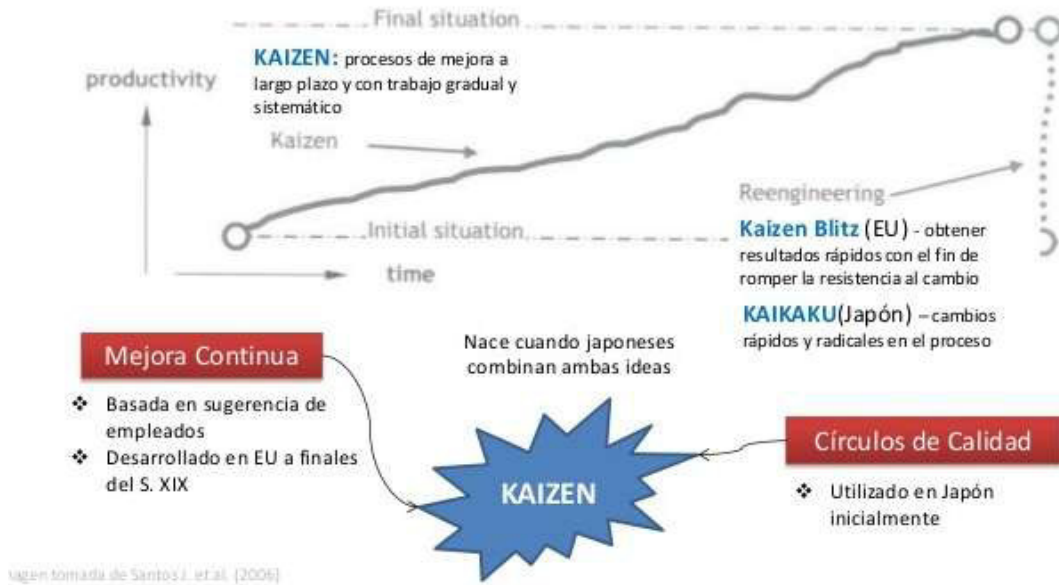 Final situation
KAIZEN: procesos de mejora a
largo plazo y con trabajo gradual y
sistemático
productivity
Kaizen
Reengineering
Initial situation
time
Kaizen Blitz (EU) - obtener
resultados rápidos con el fin de
romper la resistencia al cambio
KAIKAKU(Japón) – cambios
rápidos y radicales en el proceso
Mejora Continua
❖ Basada en sugerencia de
empleados
❖ Desarrollado en EU a finales
del S. XIX
Nace cuando japoneses
combinan ambas ideas
KAIZEN
Círculos de Calidad
❖ Utilizado en Japón
inicialmente
agen tomada de Santos J. et al. (2006)